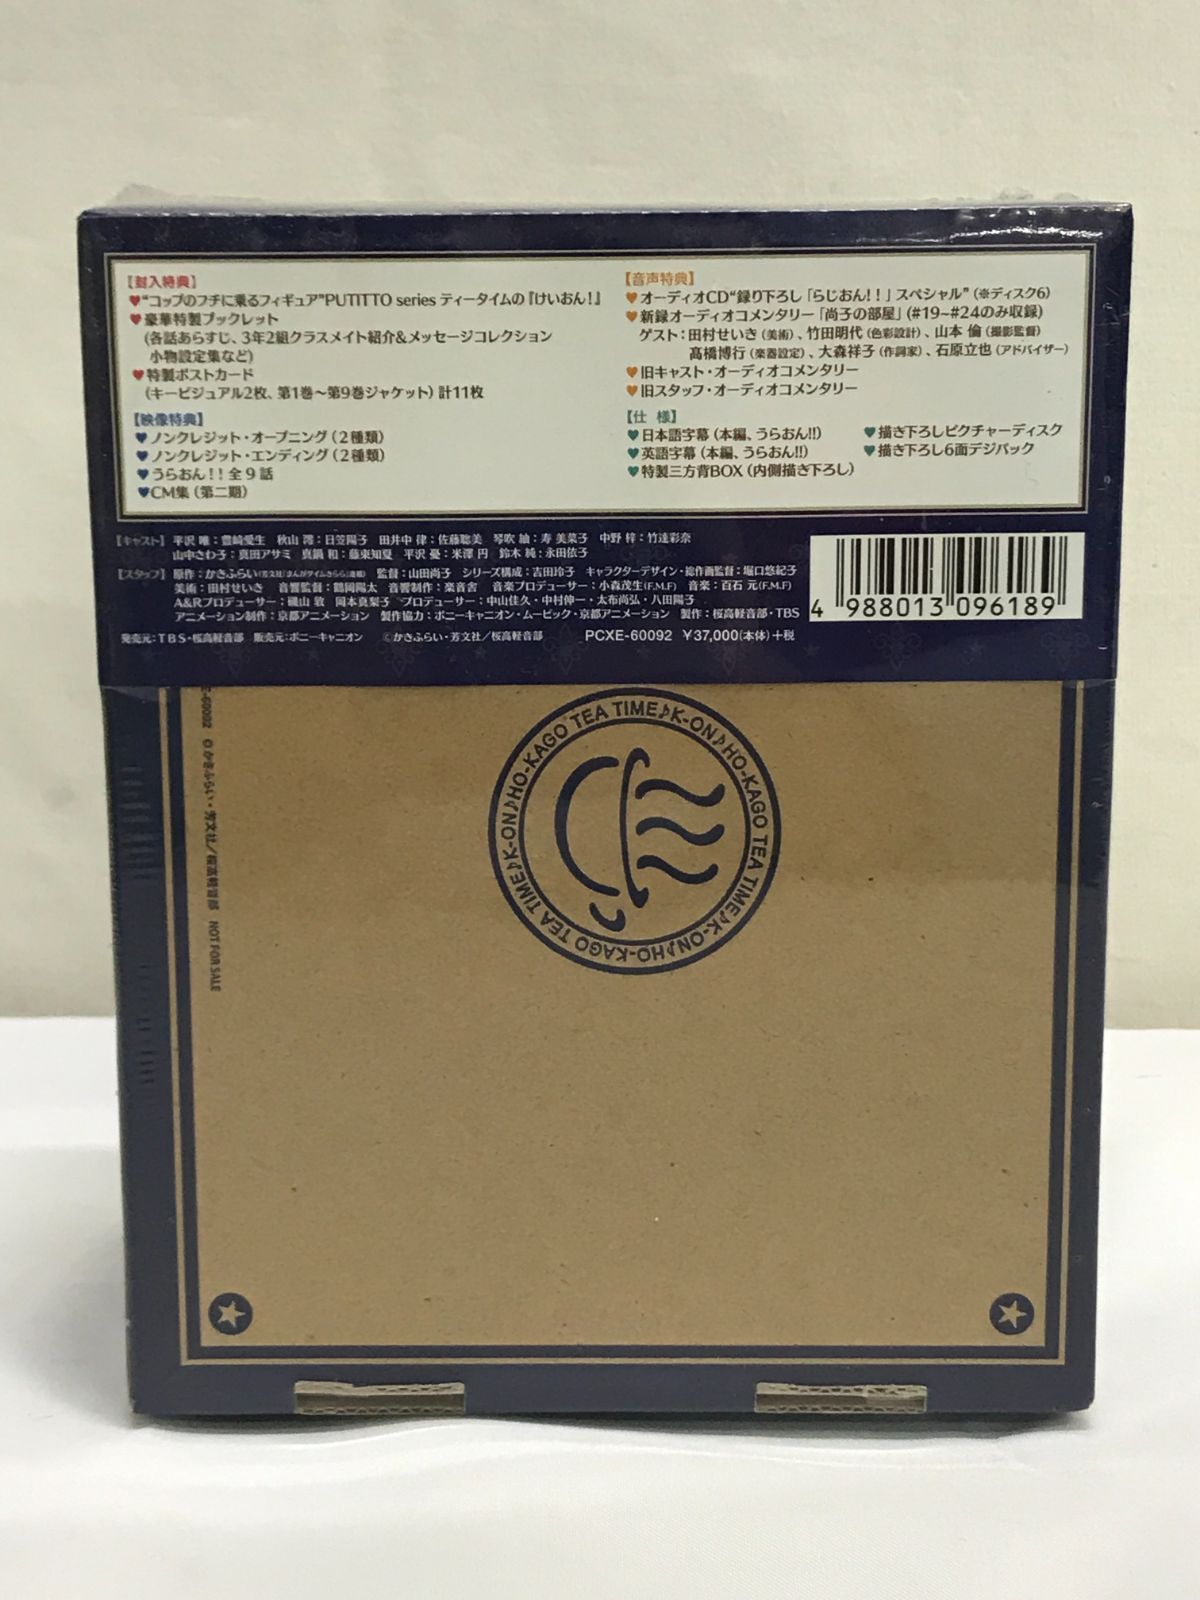 【封入特典】
♥“コップのフチに乗るフィギュア”PUTITTO series ティータイムの『けいおん！』
♥豪華特製ブックレット
(各話あらすじ、3年2組クラスメイト紹介＆メッセージコレクション
小物設定集など)
♥特製ポストカード
(キービジュアル2枚、第1巻〜第9巻ジャケット) 計11枚
【映像特典】
♥ノンクレジット・オープニング (2種類)
♥ノンクレジット・エンディング (2種類)
♥うらおん！！全9話
♥CM集 (第二期)
【音声特典】
♥オーディオCD“録り下ろし「らじおん！！」スペシャル” (※ディスク6)
♥新録オーディオコメンタリー「尚子の部屋」(#19~#24のみ収録)
ゲスト：田村せいき (美術)、竹田明代 (色彩設計)、山本 倫 (撮影監督)
髙橋博行 (楽器設定)、大森祥子 (作詞家)、石原立也 (アドバイザー)
♥旧キャスト・オーディオコメンタリー
♥旧スタッフ・オーディオコメンタリー
【仕 様】
♥日本語字幕 (本編、うらおん!!)
♥英語字幕 (本編、うらおん!!)
♥特製三方背BOX (内側描き下ろし)
♥描き下ろしピクチャーディスク
♥描き下ろし6面デジパック
【キャスト】平沢 唯：豊崎愛生 秋山 澪：日笠陽子 田井中 律：佐藤聡美 琴吹 紬：寿 美菜子 中野 梓：竹達彩奈
山中さわ子：真田アサミ 真鍋 和：藤東知夏 平沢 憂：米澤 円 鈴木 純：永田依子
【スタッフ】原作：かきふらい(芳文社「まんがタイムきらら」連載) 監督：山田尚子 シリーズ構成：吉田玲子 キャラクターデザイン・総作画監督：堀口悠紀子
美術：田村せいき 音響監督：鶴岡陽太 音響制作：楽音舎 音楽プロデューサー：小森茂生(F.M.F) 音楽：百石 元(F.M.F)
A&Rプロデューサー：磯山 敦 岡本真梨子 プロデューサー：中山佳久・中村伸一・太布尚弘・八田陽子
アニメーション制作：京都アニメーション 製作協力：ポニーキャニオン・ムービック・京都アニメーション 製作：桜高軽音部・TBS
発売元：TBS・桜高軽音部 販売元：ポニーキャニオン ©かきふらい・芳文社／桜高軽音部 PCXE-60092 ¥37,000(本体)+税
4 988013 096189
E-60092 ©かきふらい・芳文社／桜高軽音部 NOT FOR SALE
HO-KAGO TEA TIME♪K-ON♪HO-KAGO TEA TIME♪K-ON♪HO-KAGO TEA TIME♪K-ON♪